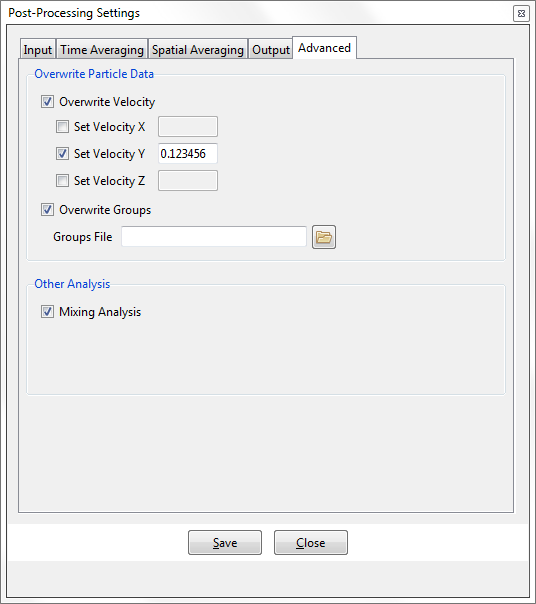 Post-Processing Settings
Input Time Averaging Spatial Averaging Output Advanced
Overwrite Particle Data
Overwrite Velocity
Set Velocity X
Set Velocity Y 0.123456
Set Velocity Z
Overwrite Groups
Groups File
Other Analysis
Mixing Analysis
Save Close